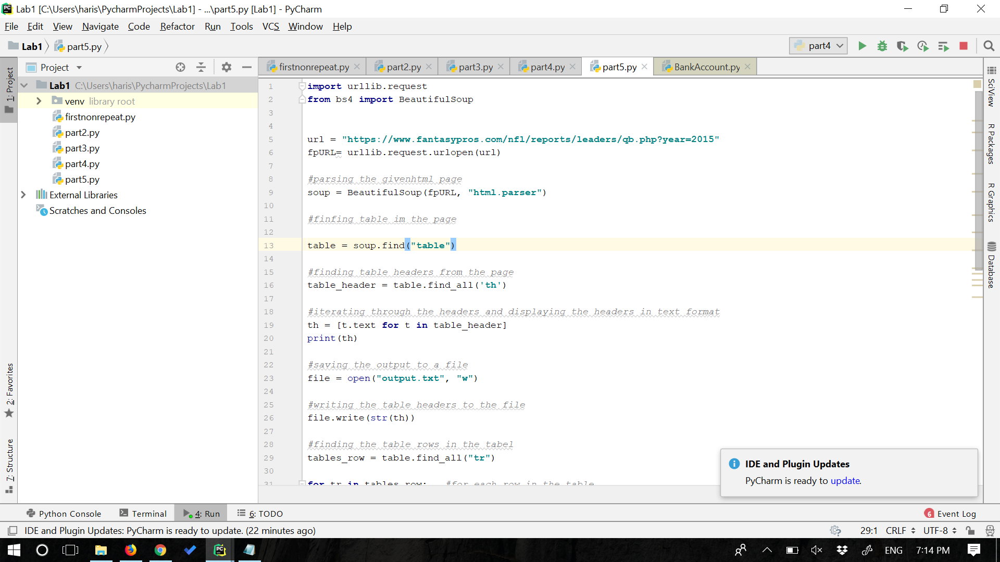 Lab1 [C:\Users\haris\PycharmProjects\Lab1] - ...\part5.py [Lab1] - PyCharm
File Edit View Navigate Code Refactor Run Tools VCS Window Help
Lab1 part5.py part4
1: Project
Project
firstnonrepeat.py part2.py part3.py part4.py part5.py BankAccount.py
Lab1 C:\Users\haris\PycharmProjects\Lab1
venv library root
firstnonrepeat.py
part2.py
part3.py
part4.py
part5.py
External Libraries
Scratches and Consoles
1 import urllib.request
2 from bs4 import BeautifulSoup
3
4
5 url = "https://www.fantasypros.com/nfl/reports/leaders/qb.php?year=2015"
6 fpURL= urllib.request.urlopen(url)
7
8 #parsing the givenhtml page
9 soup = BeautifulSoup(fpURL, "html.parser")
10
11 #finfing table im the page
12
13 table = soup.find("table")
14
15 #finding table headers from the page
16 table_header = table.find_all('th')
17
18 #iterating through the headers and displaying the headers in text format
19 th = [t.text for t in table_header]
20 print(th)
21
22 #saving the output to a file
23 file = open("output.txt", "w")
24
25 #writing the table headers to the file
26 file.write(str(th))
27
28 #finding the table rows in the tabel
29 tables_row = table.find_all("tr")
30
31 for tr in tables_row: #for each row in the table
SciView
R Packages
R Graphics
Database
2: Favorites
7: Structure
IDE and Plugin Updates
PyCharm is ready to update.
Python Console Terminal 4: Run 6: TODO 6 Event Log
IDE and Plugin Updates: PyCharm is ready to update. (22 minutes ago) 29:1 CRLF UTF-8
PC ENG 7:14 PM